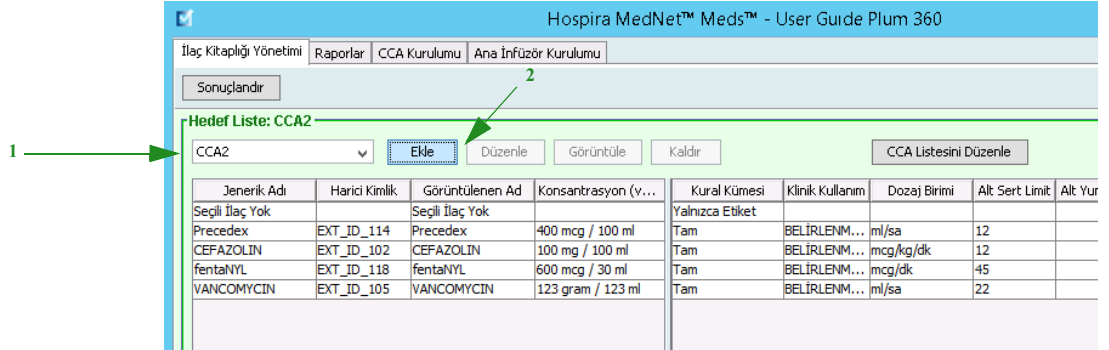 Hospira MedNet™ Meds™ - User Guide Plum 360
İlaç Kitaplığı Yönetimi Raporlar CCA Kurulumu Ana İnfüzör Kurulumu
Sonuçlandır
2
Hedef Liste: CCA2
1
CCA2 Ekle Düzenle Görüntüle Kaldır CCA Listesini Düzenle
Jenerik Adı Harici Kimlik Görüntülenen Ad Konsantrasyon (v... Kural Kümesi Klinik Kullanım Dozaj Birimi Alt Sert Limit Alt Yu
Seçili İlaç Yok Seçili İlaç Yok Yalnızca Etiket
Precedex EXT_ID_114 Precedex 400 mcg / 100 ml Tam BELİRLENM... ml/sa 12
CEFAZOLIN EXT_ID_102 CEFAZOLIN 100 mg / 100 ml Tam BELİRLENM... mcg/kg/dk 12
fentaNYL EXT_ID_118 fentaNYL 600 mcg / 30 ml Tam BELİRLENM... mcg/dk 45
VANCOMYCIN EXT_ID_105 VANCOMYCIN 123 gram / 123 ml Tam BELİRLENM... ml/sa 22